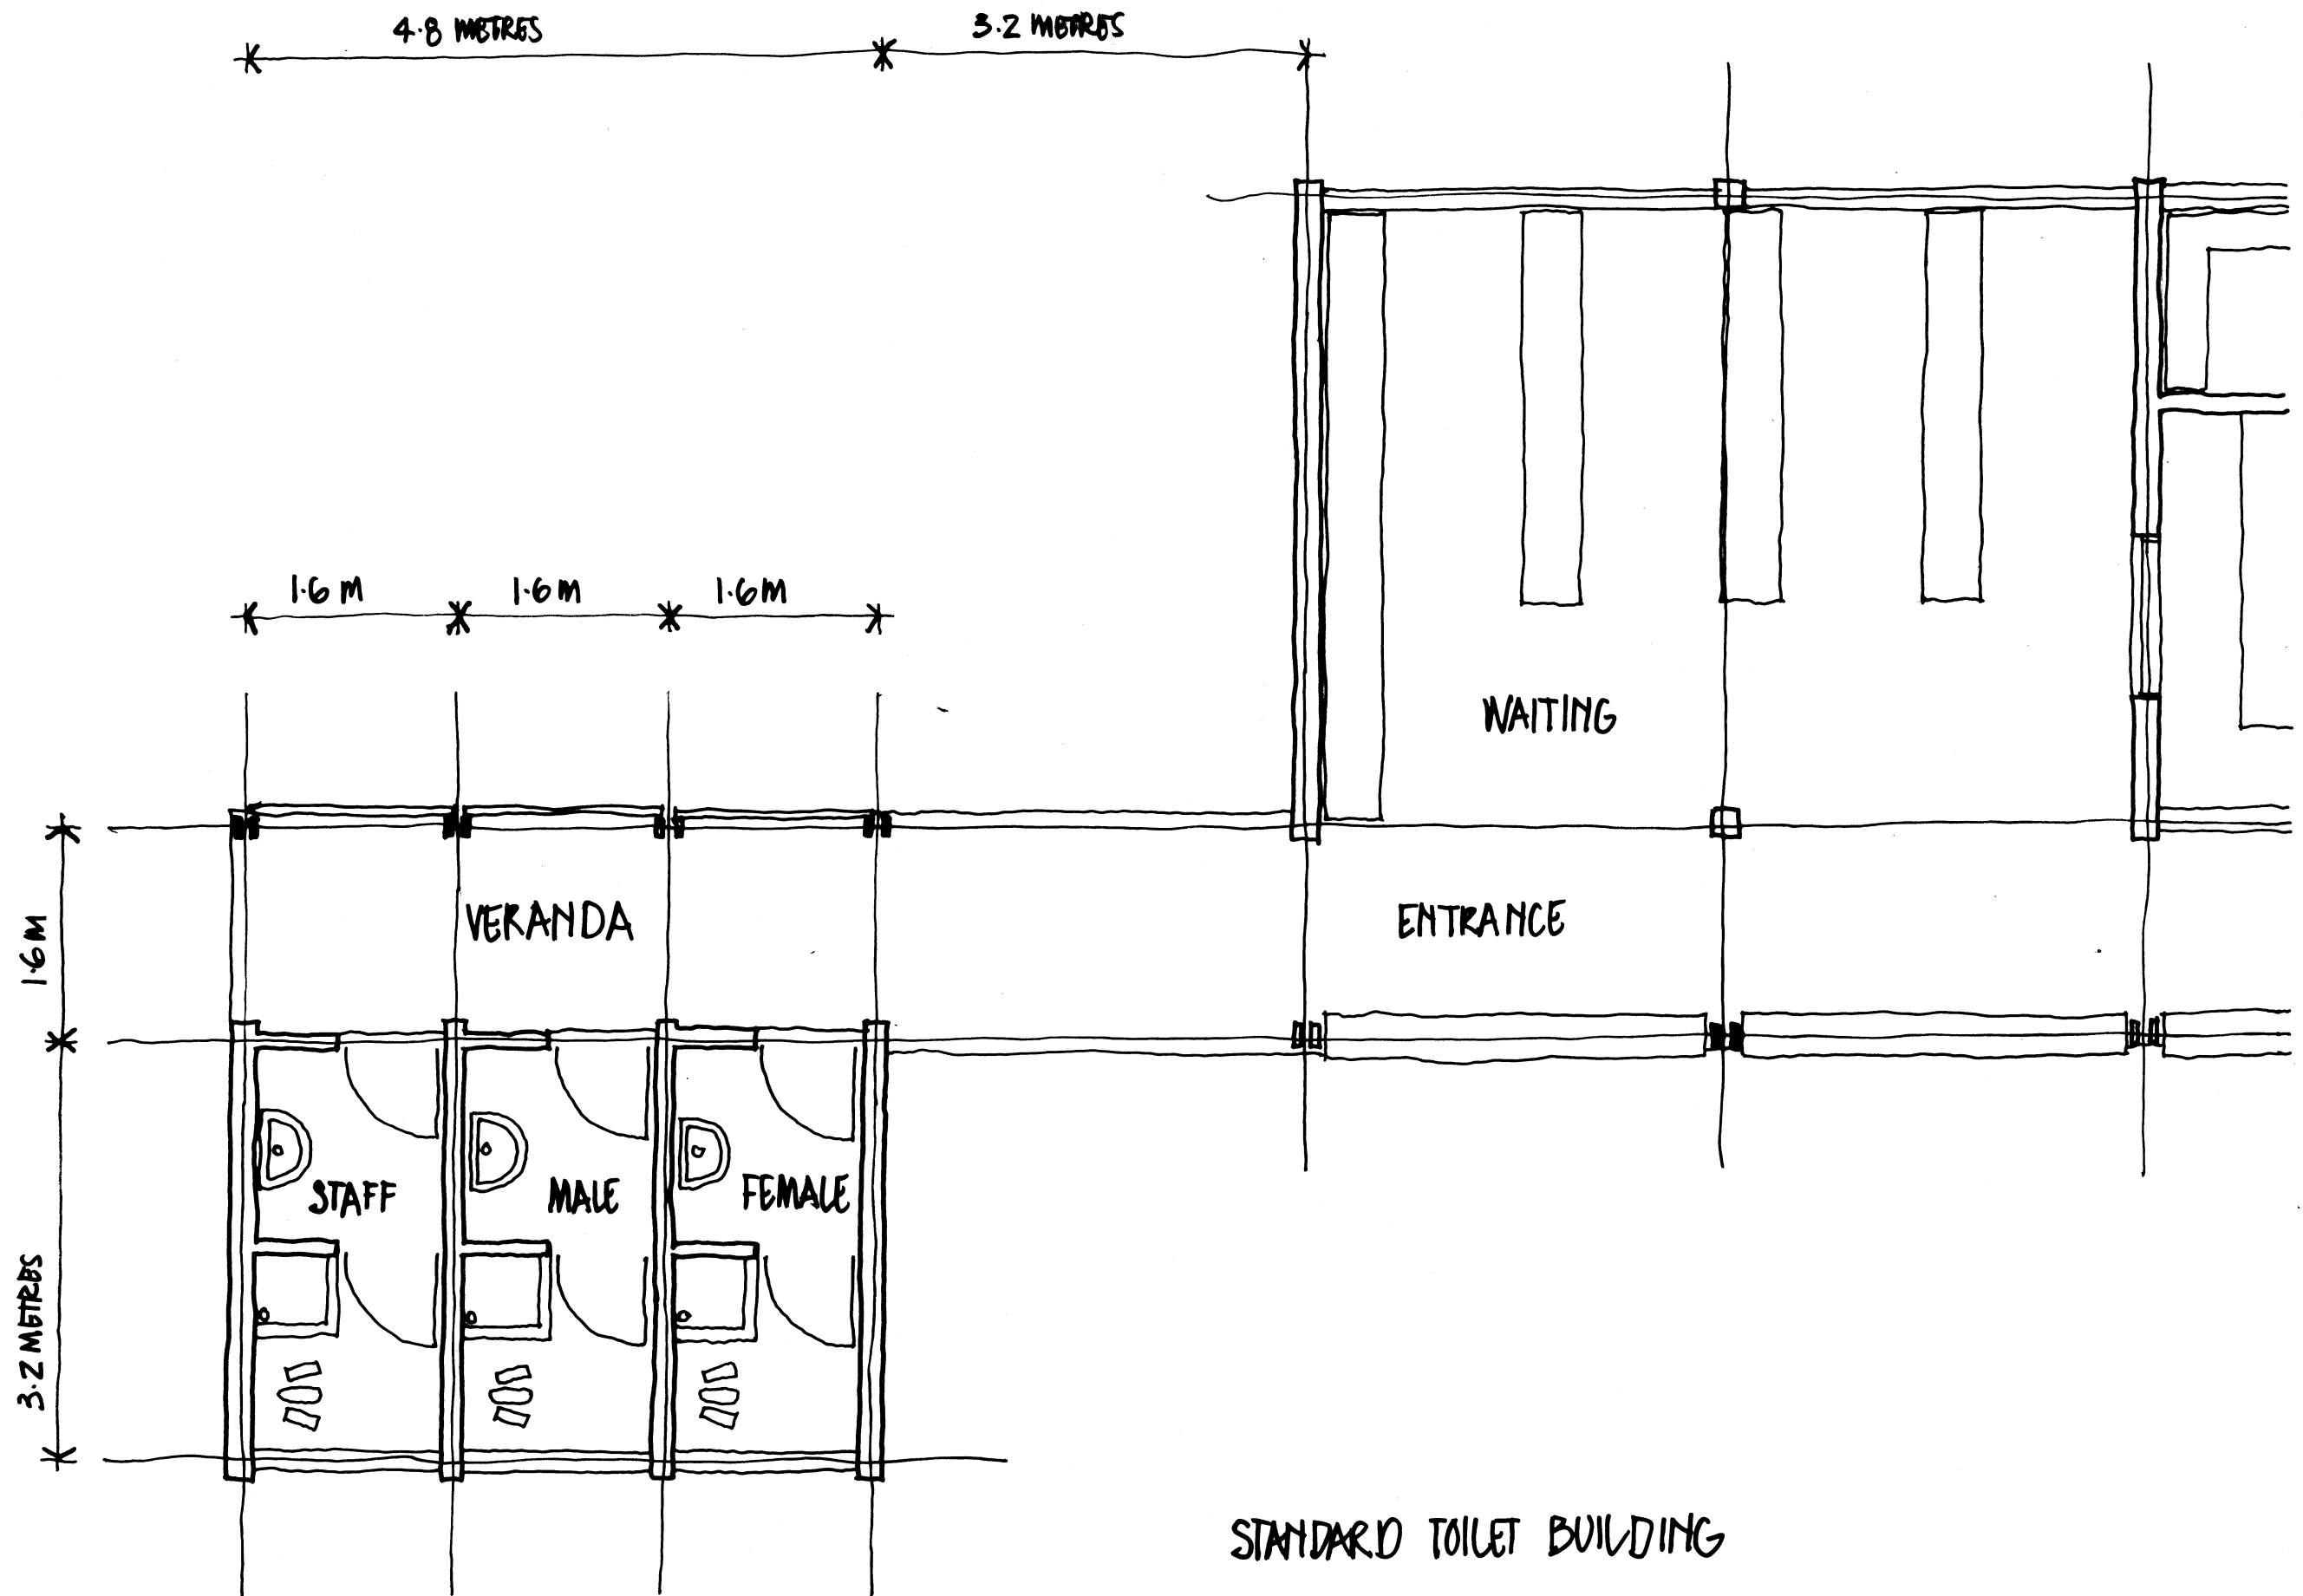 4.8 METRES
3.2 METRES
1.6 M
1.6 M
1.6 M
WAITING
VERANDA
ENTRANCE
1.6 M
STAFF
MALE
FEMALE
3.2 METRES
STANDARD TOILET BUILDING